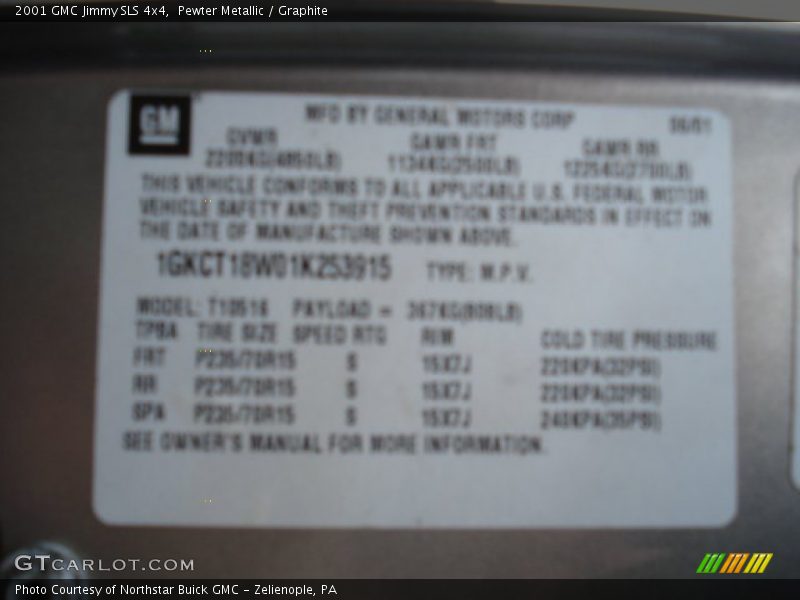 2001 GMC Jimmy SLS 4x4,  Pewter Metallic / Graphite
GM
MFD BY GENERAL MOTORS CORP 06/01
GVWR GAWR FRT GAWR RR
2200KG(4850LB) 1134KG(2500LB) 1225KG(2700LB)
THIS VEHICLE CONFORMS TO ALL APPLICABLE U.S. FEDERAL MOTOR
VEHICLE SAFETY AND THEFT PREVENTION STANDARDS IN EFFECT ON
THE DATE OF MANUFACTURE SHOWN ABOVE.
1GKCT18W01K253915 TYPE: M.P.V.
MODEL: T10516 PAYLOAD = 367KG(808LB)
TIRE SIZE SPEED RTG RIM COLD TIRE PRESSURE
FRT P235/70R15 S 15X7J 220KPA(32PSI)
RR P235/70R15 S 15X7J 220KPA(32PSI)
SPA P235/70R15 S 15X7J 240KPA(35PSI)
SEE OWNER'S MANUAL FOR MORE INFORMATION.
GTCARLOT.COM
Photo Courtesy of Northstar Buick GMC - Zelienople, PA